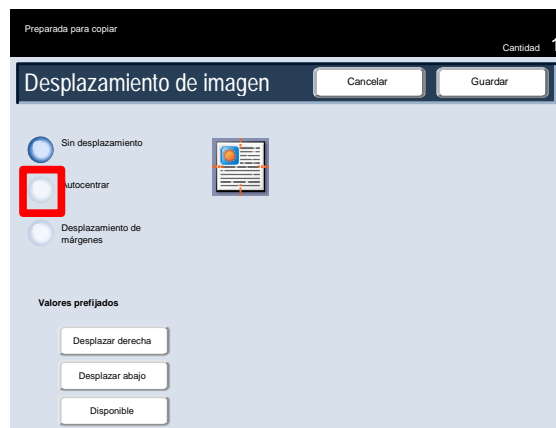 Preparada para copiar
Cantidad 1
Desplazamiento de imagen
Cancelar
Guardar
Sin desplazamiento
Autocentrar
Desplazamiento de
márgenes
Valores prefijados
Desplazar derecha
Desplazar abajo
Disponible